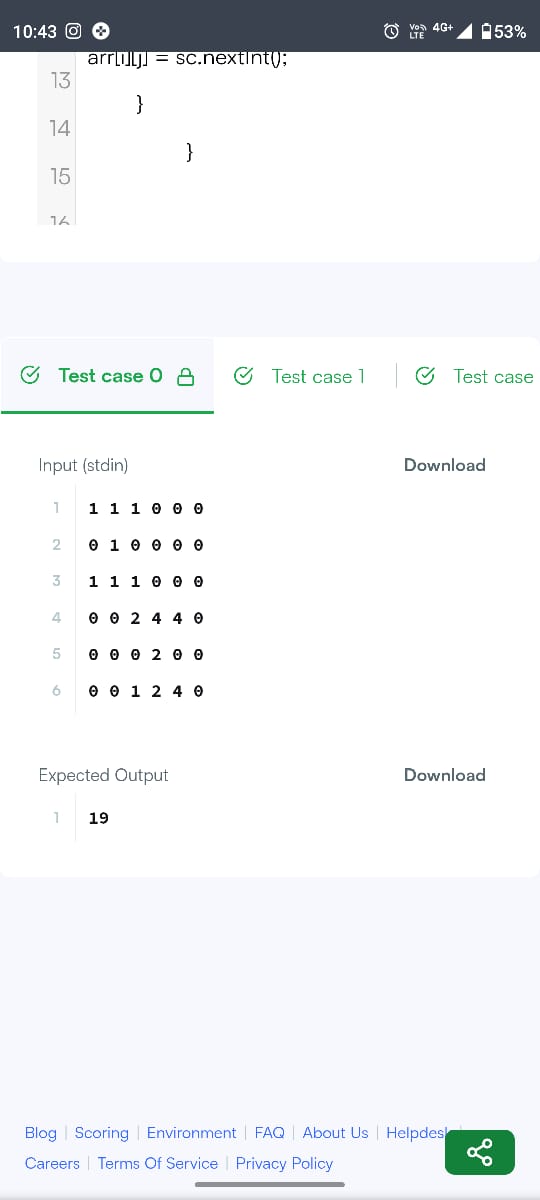 10:43 Vo)) LTE 4G+ 53%
arr[i][j] = sc.nextInt();
13
}
14
}
15
16
Test case 0 Test case 1 Test case
Input (stdin) Download
1 1 1 1 0 0 0
2 0 1 0 0 0 0
3 1 1 1 0 0 0
4 0 0 2 4 4 0
5 0 0 0 2 0 0
6 0 0 1 2 4 0
Expected Output Download
1 19
Blog | Scoring | Environment | FAQ | About Us | Helpdesk
Careers | Terms Of Service | Privacy Policy